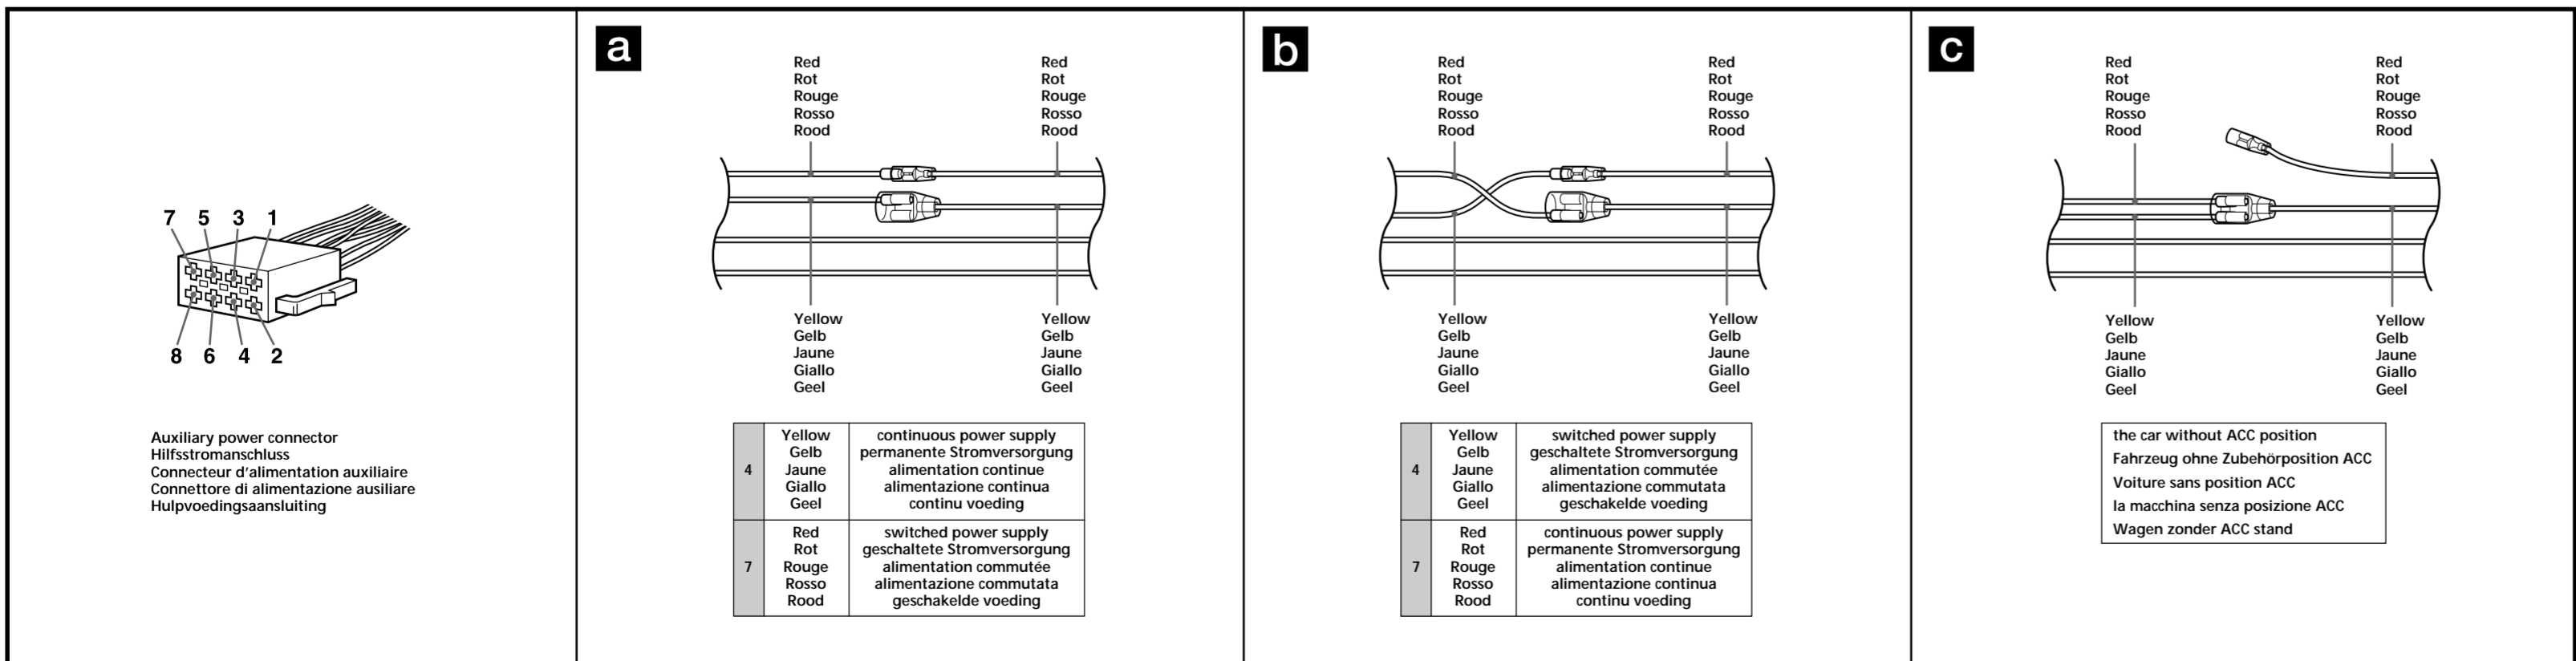 7 5 3 1
8 6 4 2
Auxiliary power connector
Hilfsstromanschluss
Connecteur d'alimentation auxiliaire
Connettore di alimentazione ausiliare
Hulpvoedingsaansluiting
a
Red
Rot
Rouge
Rosso
Rood
Red
Rot
Rouge
Rosso
Rood
Yellow
Gelb
Jaune
Giallo
Geel
Yellow
Gelb
Jaune
Giallo
Geel
4
Yellow
Gelb
Jaune
Giallo
Geel
continuous power supply
permanente Stromversorgung
alimentation continue
alimentazione continua
continu voeding
7
Red
Rot
Rouge
Rosso
Rood
switched power supply
geschaltete Stromversorgung
alimentation commutée
alimentazione commutata
geschakelde voeding
b
Red
Rot
Rouge
Rosso
Rood
Red
Rot
Rouge
Rosso
Rood
Yellow
Gelb
Jaune
Giallo
Geel
Yellow
Gelb
Jaune
Giallo
Geel
4
Yellow
Gelb
Jaune
Giallo
Geel
switched power supply
geschaltete Stromversorgung
alimentation commutée
alimentazione commutata
geschakelde voeding
7
Red
Rot
Rouge
Rosso
Rood
continuous power supply
permanente Stromversorgung
alimentation continue
alimentazione continua
continu voeding
c
Red
Rot
Rouge
Rosso
Rood
Red
Rot
Rouge
Rosso
Rood
Yellow
Gelb
Jaune
Giallo
Geel
Yellow
Gelb
Jaune
Giallo
Geel
the car without ACC position
Fahrzeug ohne Zubehörposition ACC
Voiture sans position ACC
la macchina senza posizione ACC
Wagen zonder ACC stand